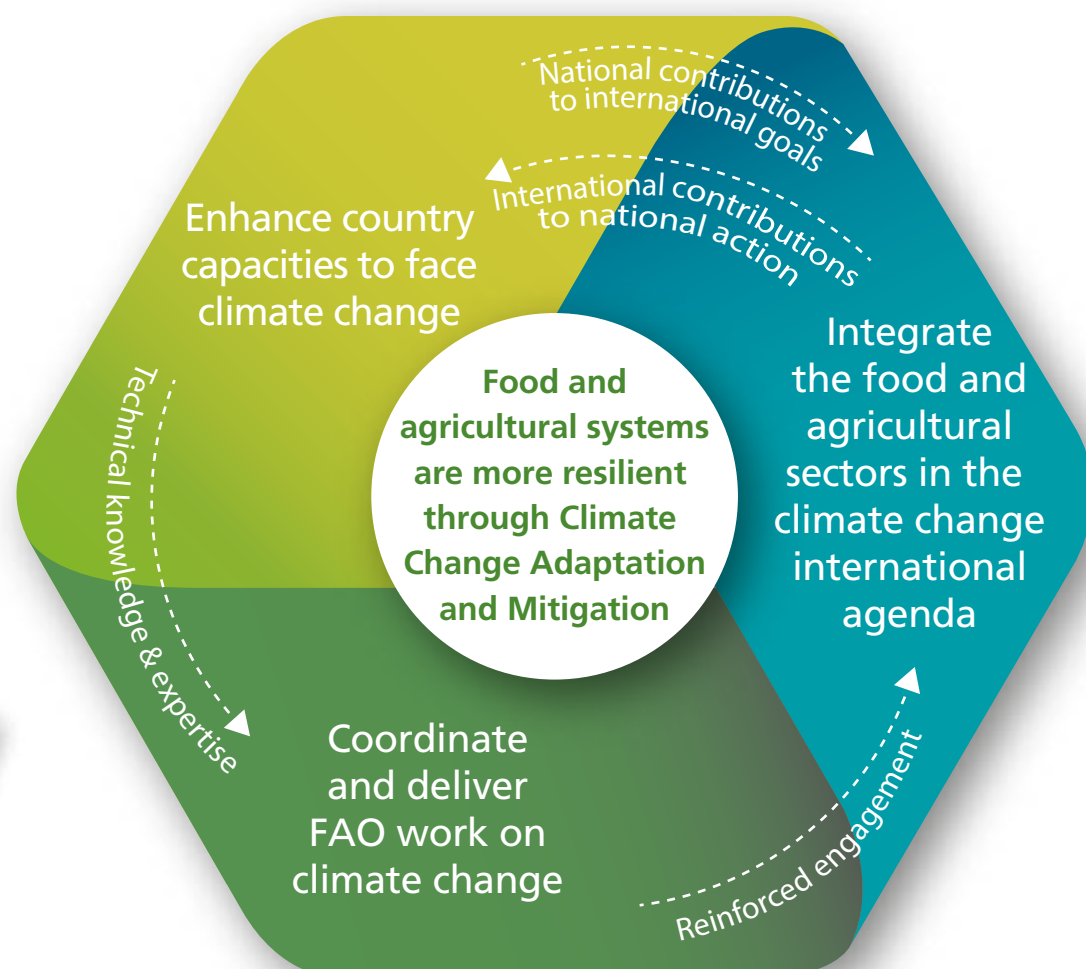 National contributions
to international goals
International contributions
to national action
Enhance country
capacities to face
climate change
Integrate
the food and
agricultural
sectors in the
climate change
international
agenda
Food and
agricultural systems
are more resilient
through Climate
Change Adaptation
and Mitigation
Technical knowledge & expertise
Coordinate
and deliver
FAO work on
climate change
Reinforced engagement